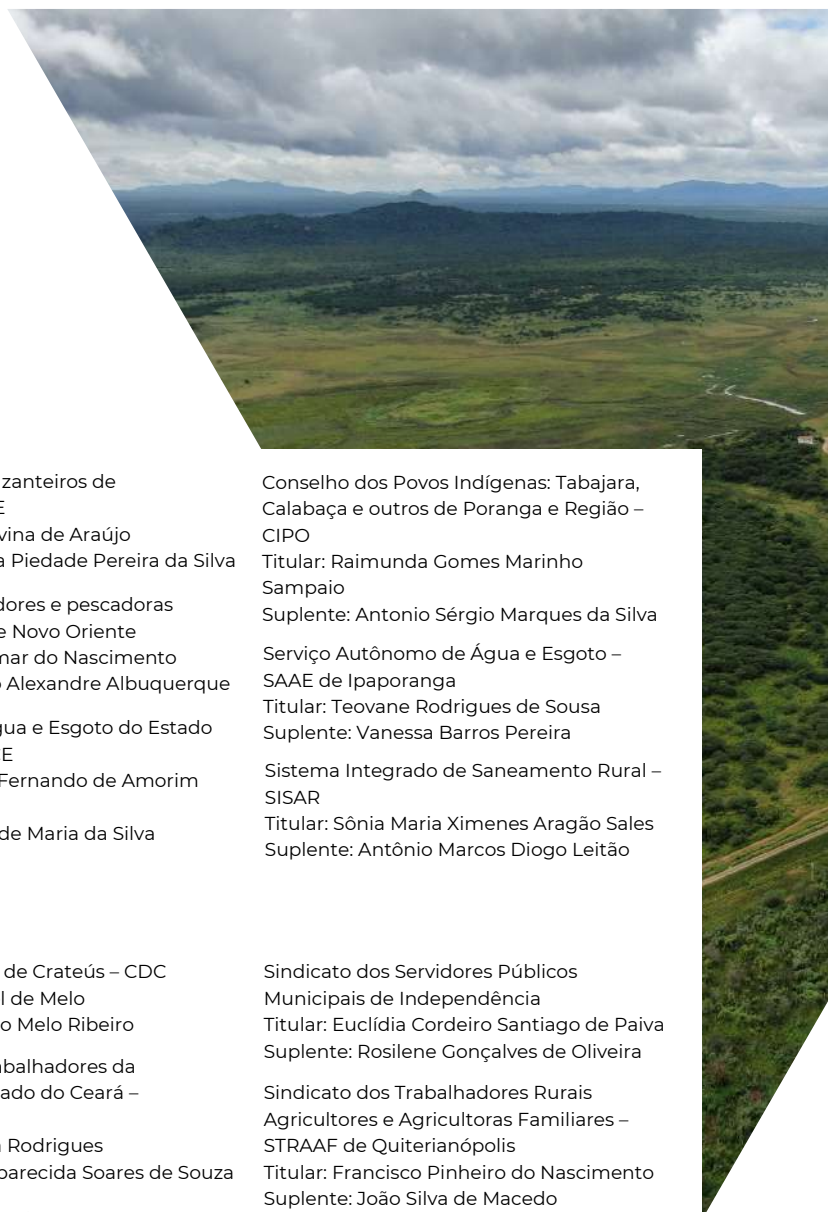 zanteiros de
E
vina de Araújo
a Piedade Pereira da Silva
dores e pescadoras
e Novo Oriente
mar do Nascimento
o Alexandre Albuquerque
gua e Esgoto do Estado
CE
Fernando de Amorim
de Maria da Silva
Conselho dos Povos Indígenas: Tabajara,
Calabaça e outros de Poranga e Região –
CIPO
Titular: Raimunda Gomes Marinho
Sampaio
Suplente: Antonio Sérgio Marques da Silva
Serviço Autônomo de Água e Esgoto –
SAAE de Ipaporanga
Titular: Teovane Rodrigues de Sousa
Suplente: Vanessa Barros Pereira
Sistema Integrado de Saneamento Rural –
SISAR
Titular: Sônia Maria Ximenes Aragão Sales
Suplente: Antônio Marcos Diogo Leitão
de Crateús – CDC
l de Melo
o Melo Ribeiro
abalhadores da
ado do Ceará –
a Rodrigues
parecida Soares de Souza
Sindicato dos Servidores Públicos
Municipais de Independência
Titular: Euclídia Cordeiro Santiago de Paiva
Suplente: Rosilene Gonçalves de Oliveira
Sindicato dos Trabalhadores Rurais
Agricultores e Agricultoras Familiares –
STRAAF de Quiterianópolis
Titular: Francisco Pinheiro do Nascimento
Suplente: João Silva de Macedo